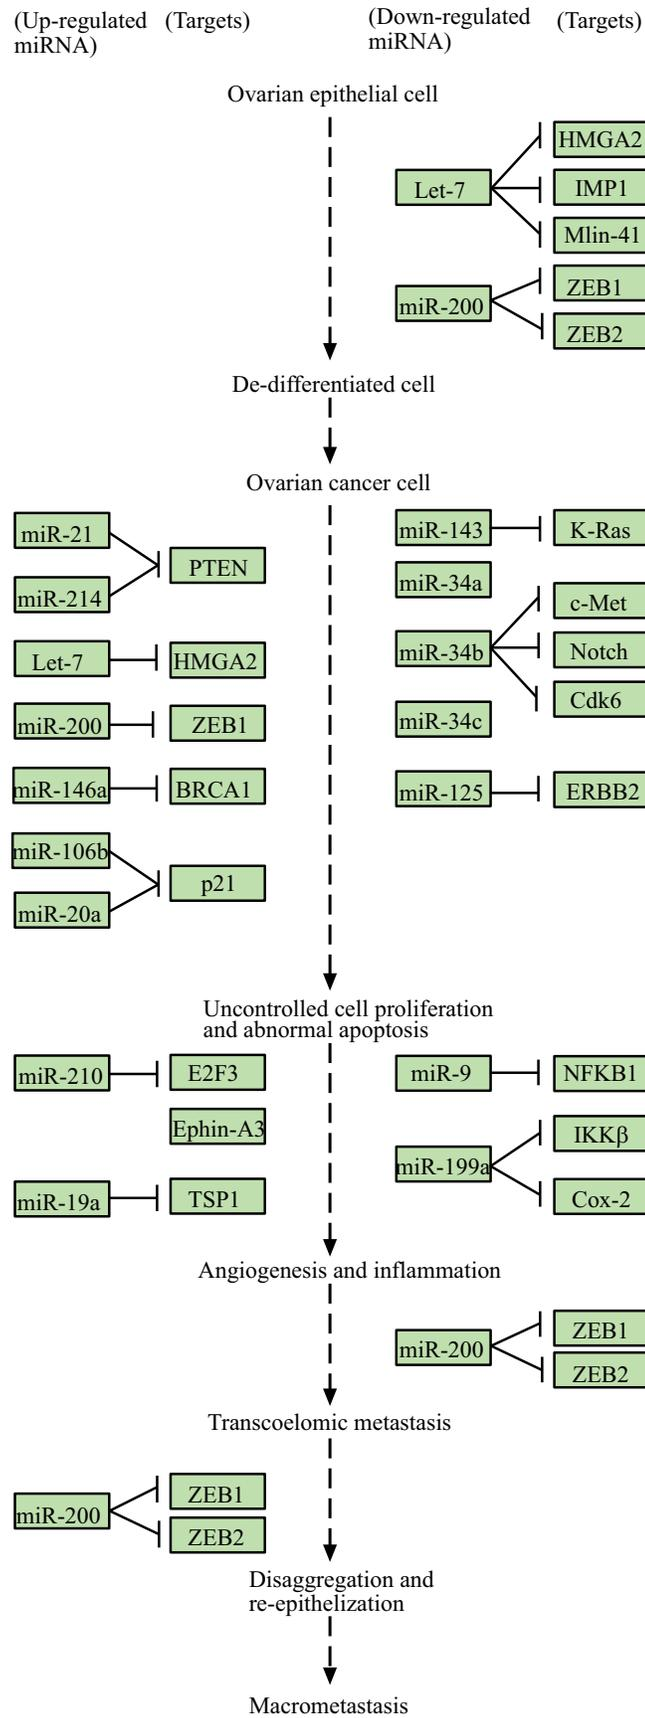 (Up-regulated miRNA)
(Targets)
(Down-regulated miRNA)
(Targets)
Ovarian epithelial cell
Let-7
HMGA2
IMP1
Mlin-41
miR-200
ZEB1
ZEB2
De-differentiated cell
Ovarian cancer cell
miR-21
miR-214
PTEN
Let-7
HMGA2
miR-200
ZEB1
miR-146a
BRCA1
miR-106b
miR-20a
p21
miR-143
K-Ras
miR-34a
miR-34b
miR-34c
c-Met
Notch
Cdk6
miR-125
ERBB2
Uncontrolled cell proliferation
and abnormal apoptosis
miR-210
E2F3
Ephin-A3
miR-19a
TSP1
miR-9
NFKB1
miR-199a
IKKβ
Cox-2
Angiogenesis and inflammation
miR-200
ZEB1
ZEB2
Transcoelomic metastasis
miR-200
ZEB1
ZEB2
Disaggregation and
re-epithelization
Macrometastasis